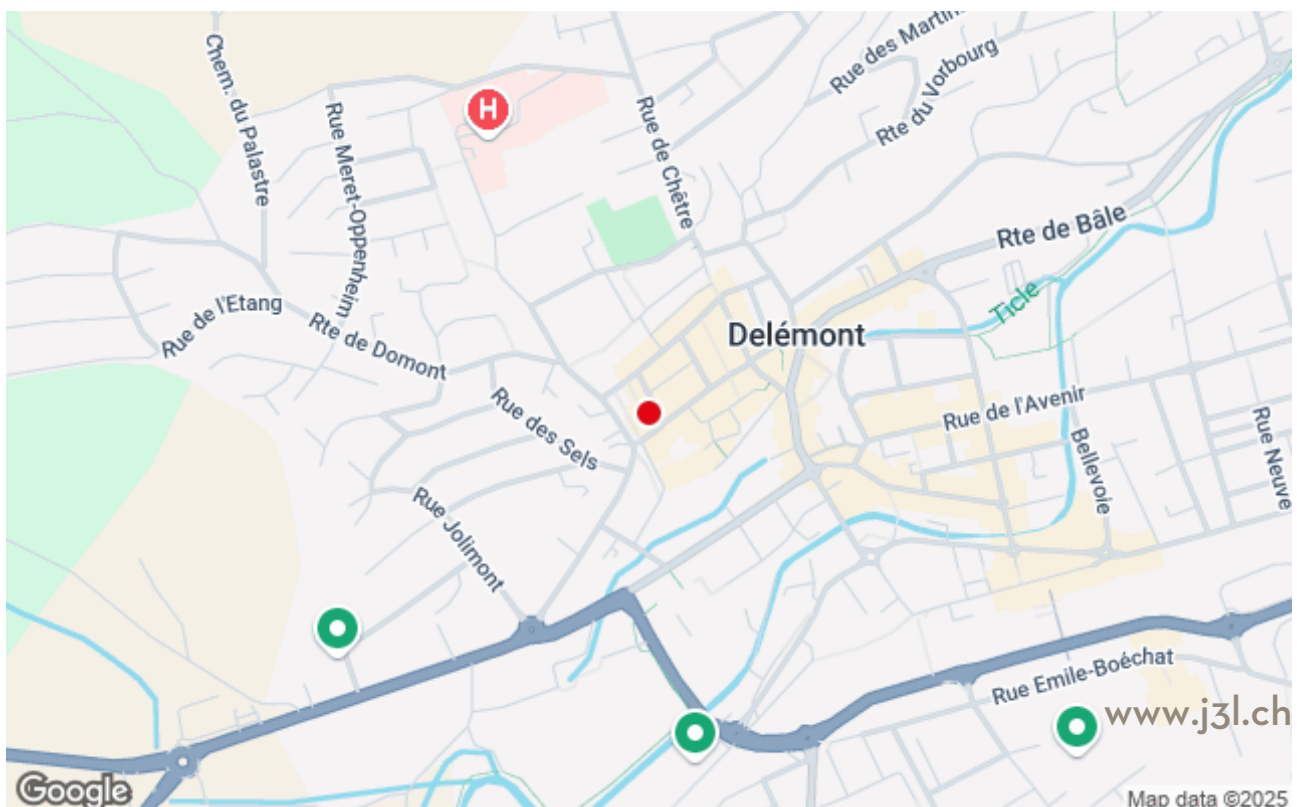 Chem. du Palastre
Rue Meret-Oppenheim
H
Rue de Chêtre
Rue des Martin
Rte du Vorbourg
Rte de Bâle
Ticle
Delémont
Rue de l'Etang
Rte de Domont
Rue des Sels
Rue Jolimont
Rue de l'Avenir
Bellevoie
Rue Neuve
Rue Emile-Boéchat
www.j3l.ch
Google
Map data ©2025